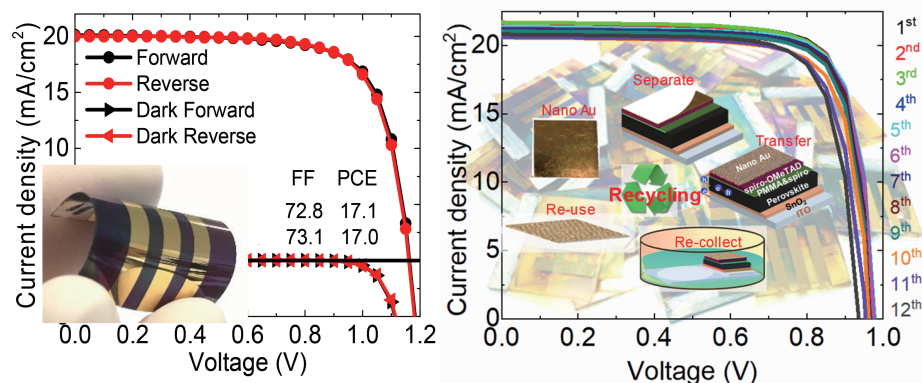 Current density (mA/cm²)
20
15
10
5
Forward
Reverse
Dark Forward
Dark Reverse
FF PCE
72.8 17.1
73.1 17.0
0.0 0.2 0.4 0.6 0.8 1.0 1.2
Voltage (V)
Current density (mA/cm²)
20
15
10
5
0
Separate
Nano Au
Transfer
Nano Au
spiro-OMeTAD
PMMA&spiro
Perovskite
SnO₂
ITO
Recycling
Re-use
Re-collect
0.0 0.2 0.4 0.6 0.8 1.0
Voltage (V)
1ˢᵗ
2ⁿᵈ
3ʳᵈ
4ᵗʰ
5ᵗʰ
6ᵗʰ
7ᵗʰ
8ᵗʰ
9ᵗʰ
10ᵗʰ
11ᵗʰ
12ᵗʰ